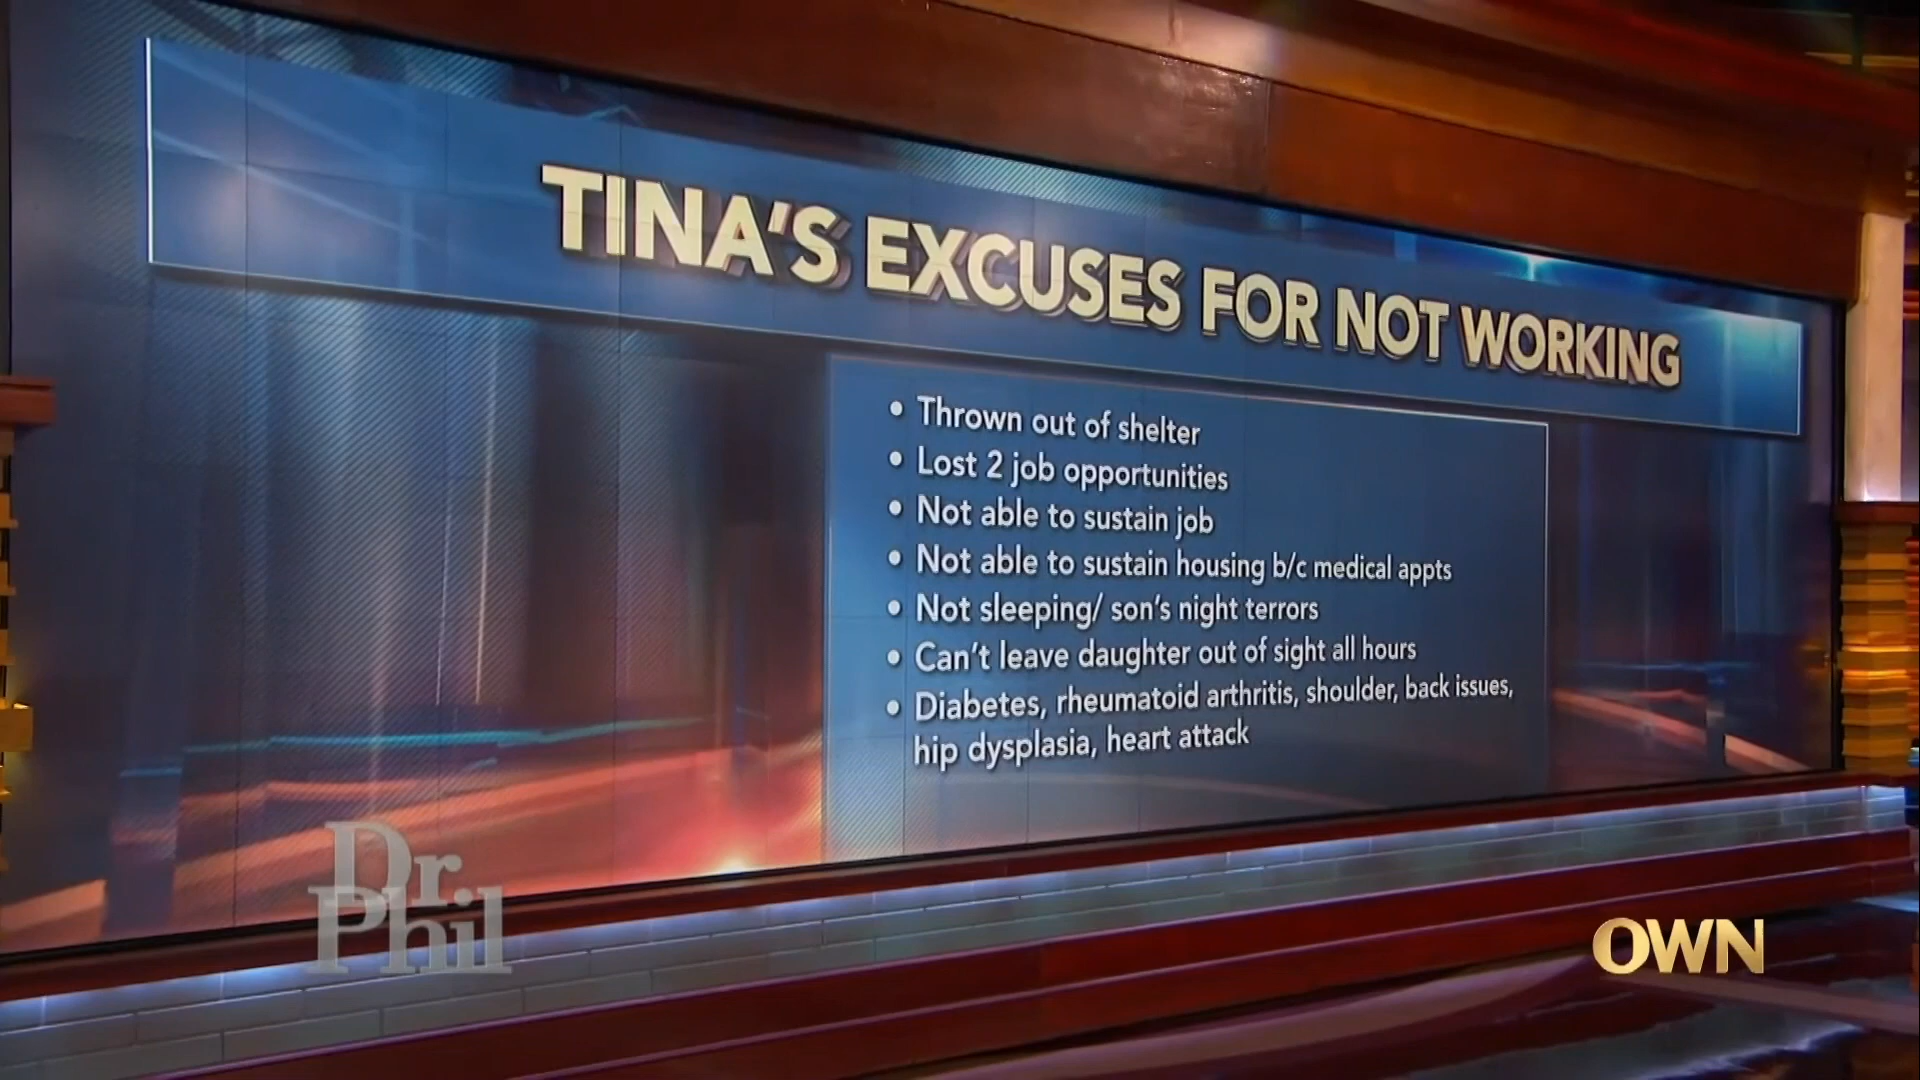 TINA'S EXCUSES FOR NOT WORKING
• Thrown out of shelter
• Lost 2 job opportunities
• Not able to sustain job
• Not able to sustain housing b/c medical appts
• Not sleeping/ son's night terrors
• Can't leave daughter out of sight all hours
• Diabetes, rheumatoid arthritis, shoulder, back issues,
hip dysplasia, heart attack
Dr.
Phil
OWN